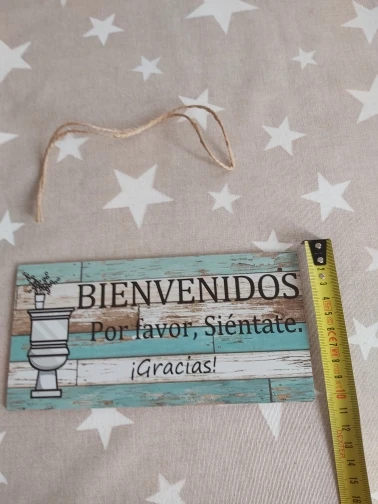 BIENVENIDOS
Por favor, Siéntate.
¡Gracias!